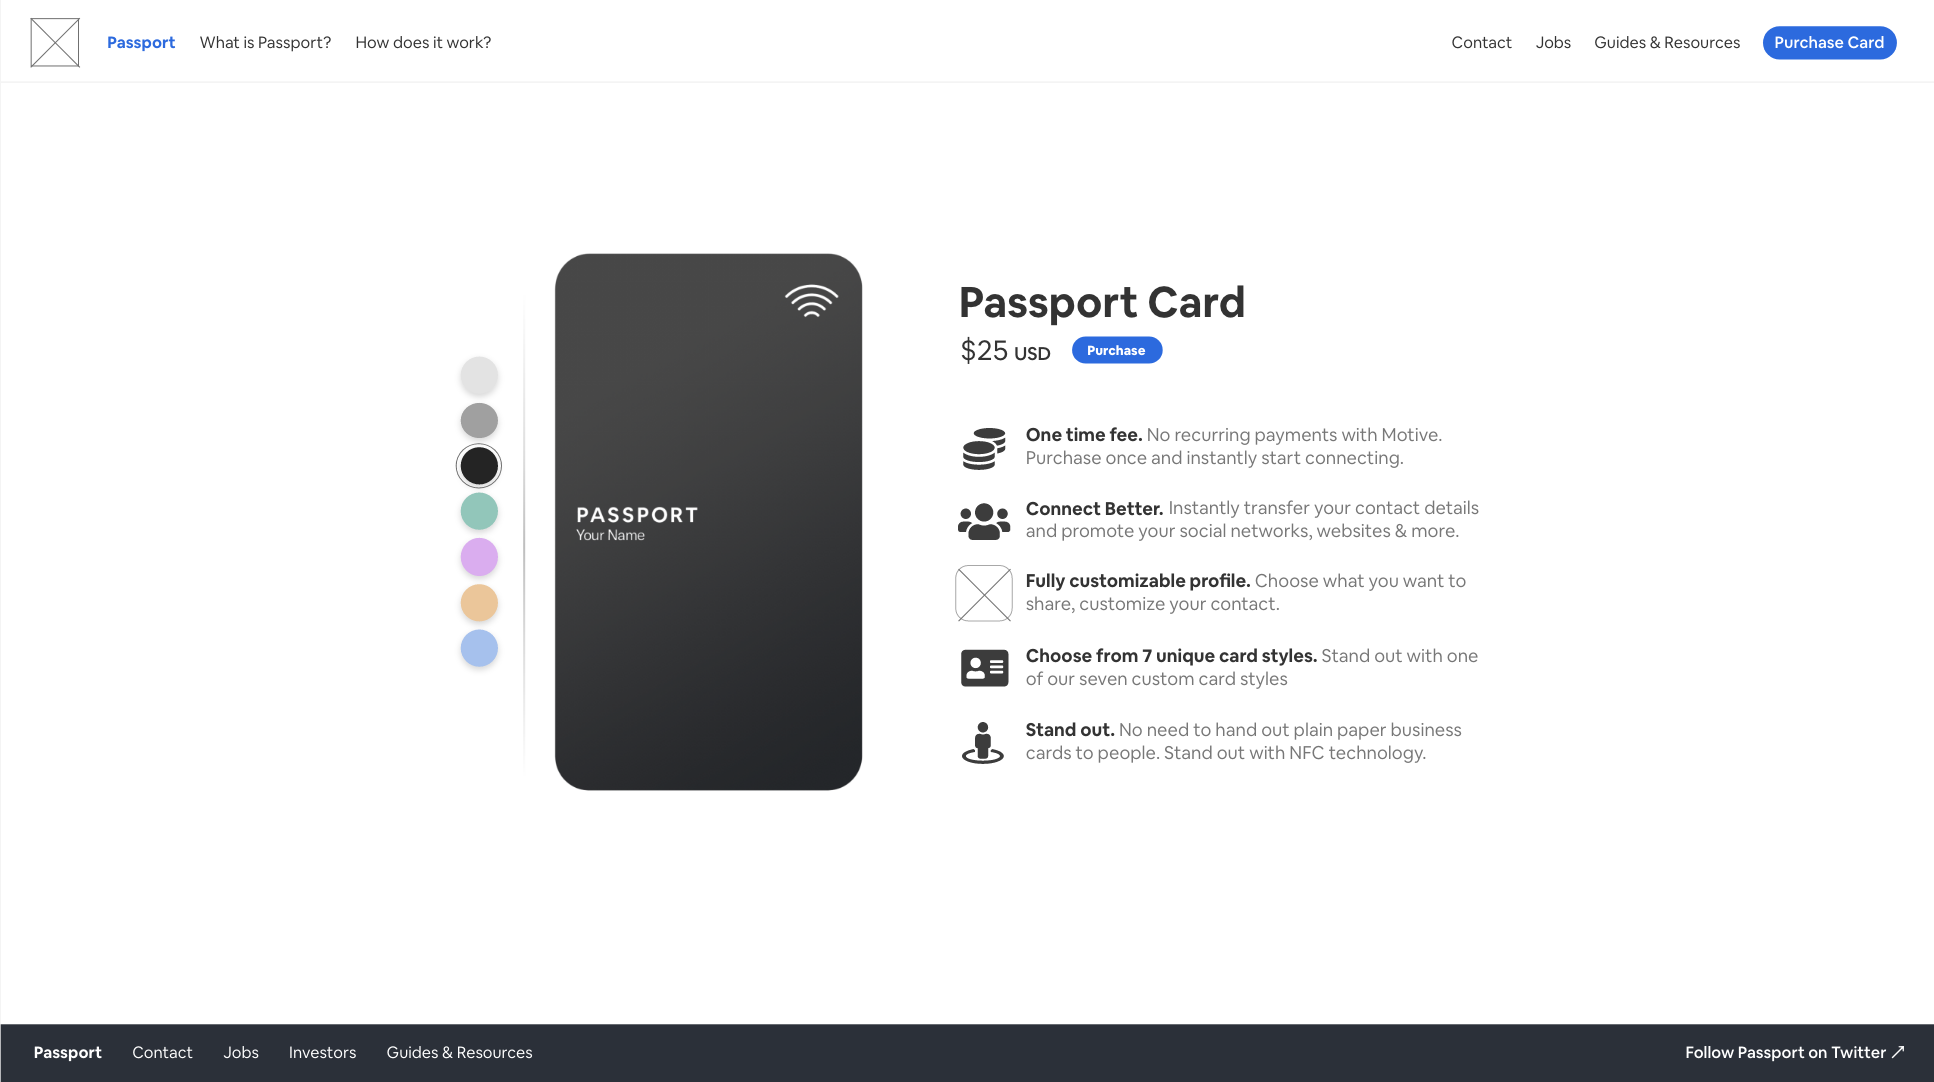 Passport
What is Passport?
How does it work?
Contact
Jobs
Guides & Resources
Purchase Card
PASSPORT
Your Name
Passport Card
$25 USD
Purchase
One time fee. No recurring payments with Motive.
Purchase once and instantly start connecting.
Connect Better. Instantly transfer your contact details
and promote your social networks, websites & more.
Fully customizable profile. Choose what you want to
share, customize your contact.
Choose from 7 unique card styles. Stand out with one
of our seven custom card styles
Stand out. No need to hand out plain paper business
cards to people. Stand out with NFC technology.
Passport
Contact
Jobs
Investors
Guides & Resources
Follow Passport on Twitter ↗